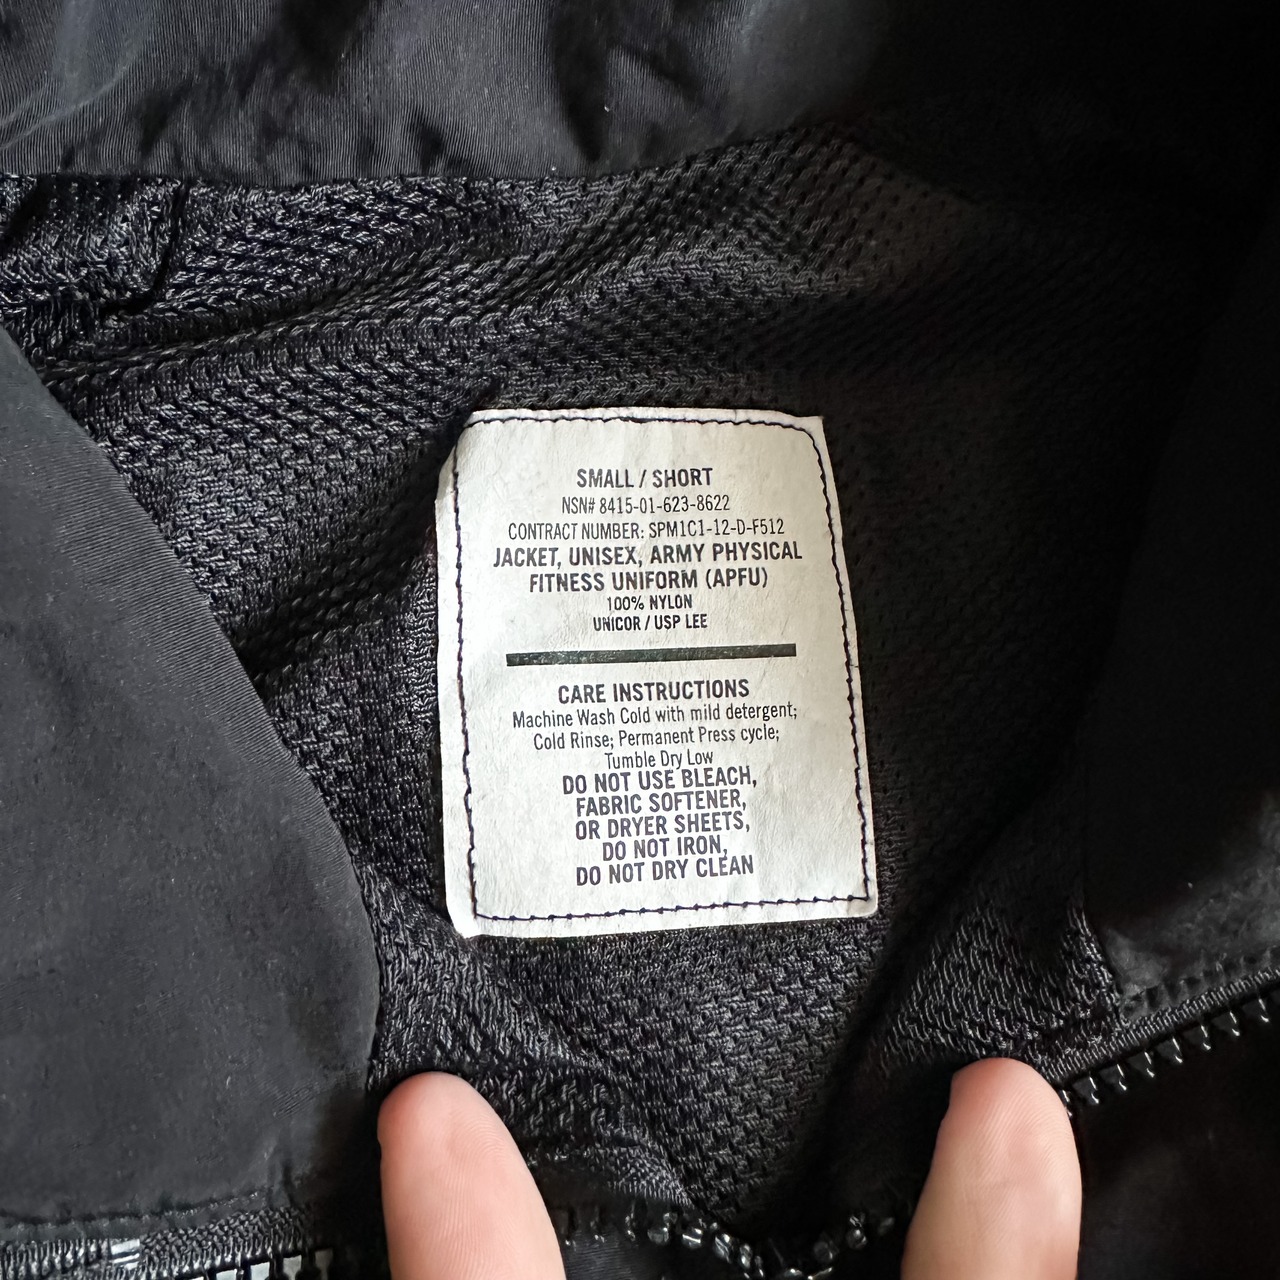 SMALL / SHORT
NSN# 8415-01-623-8622
CONTRACT NUMBER: SPM1C1-12-D-F512
JACKET, UNISEX, ARMY PHYSICAL
FITNESS UNIFORM (APFU)
100% NYLON
UNICOR / USP LEE
CARE INSTRUCTIONS
Machine Wash Cold with mild detergent;
Cold Rinse; Permanent Press cycle;
Tumble Dry Low
DO NOT USE BLEACH,
FABRIC SOFTENER,
OR DRYER SHEETS,
DO NOT IRON,
DO NOT DRY CLEAN